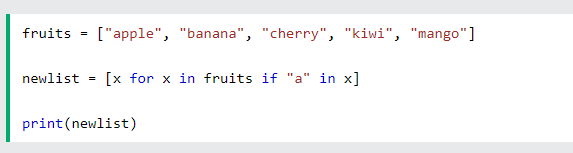 fruits = ["apple", "banana", "cherry", "kiwi", "mango"]
newlist = [x for x in fruits if "a" in x]
print(newlist)